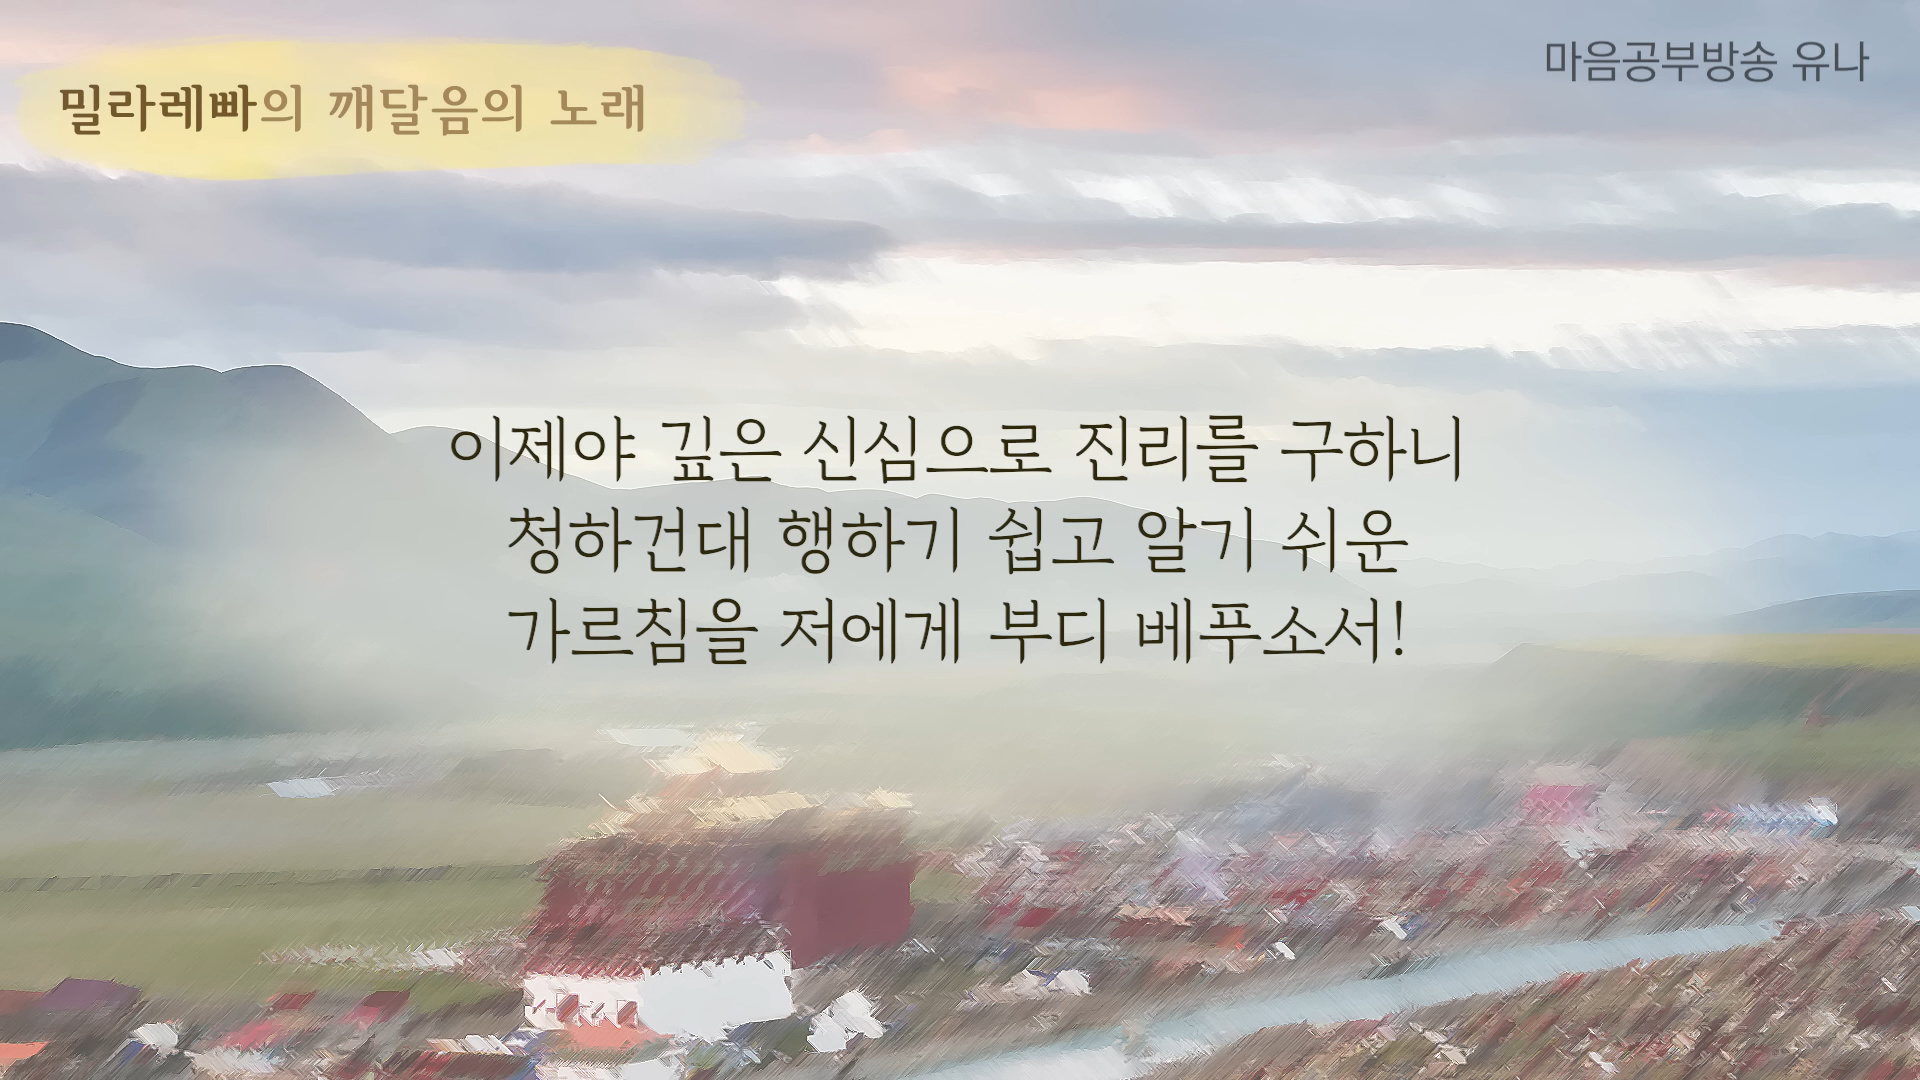 밀라레빠의 깨달음의 노래
마음공부방송 유나
이제야 깊은 신심으로 진리를 구하니
청하건대 행하기 쉽고 알기 쉬운
가르침을 저에게 부디 베푸소서!